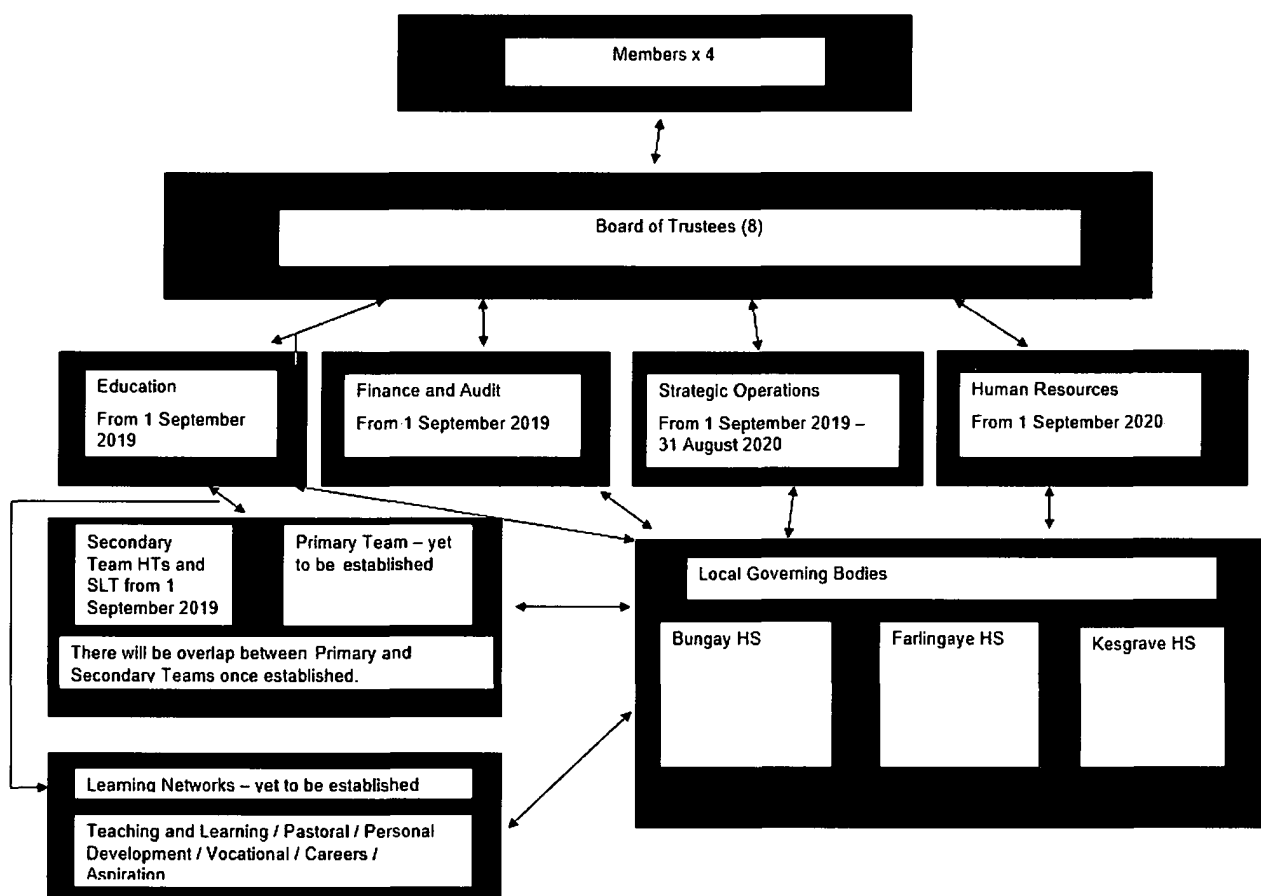 Members x 4
Board of Trustees (8)
Education
From 1 September
2019
Finance and Audit
From 1 September 2019
Strategic Operations
From 1 September 2019 –
31 August 2020
Human Resources
From 1 September 2020
Secondary
Team HTs and
SLT from 1
September 2019
Primary Team – yet
to be established
There will be overlap between Primary and
Secondary Teams once established.
Local Governing Bodies
Bungay HS
Farlingaye HS
Kesgrave HS
Learning Networks – yet to be established
Teaching and Learning / Pastoral / Personal
Development / Vocational / Careers /
Aspiration